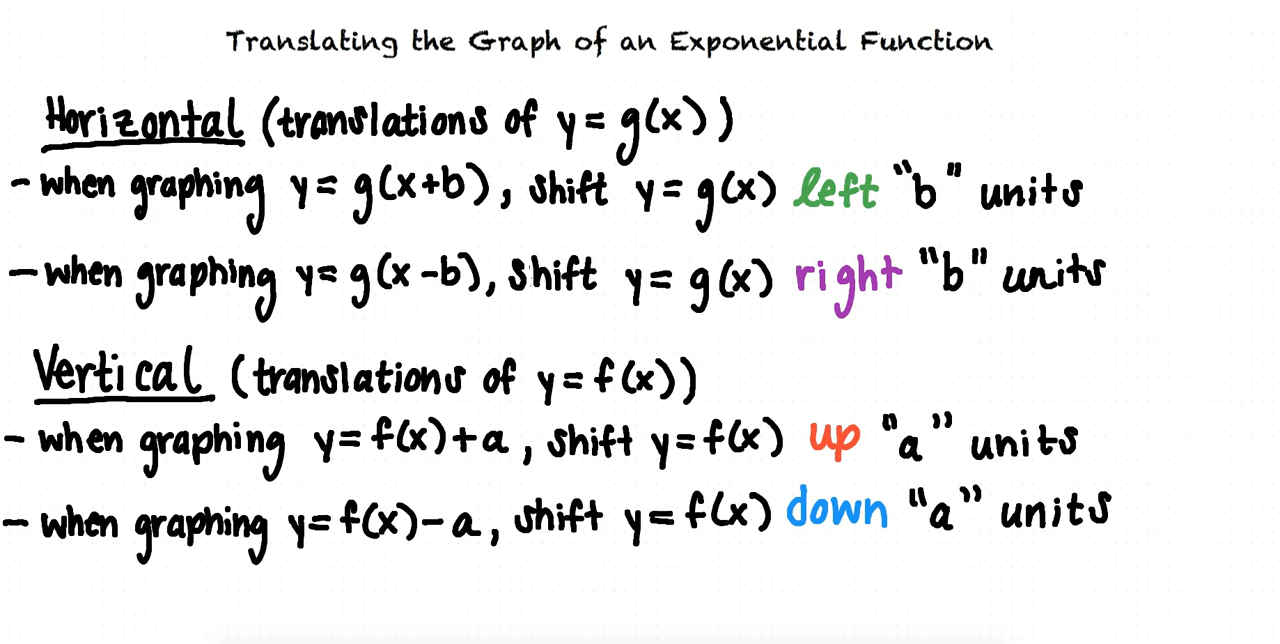 Translating the Graph of an Exponential Function
Horizontal (translations of y = g(x))
- when graphing y = g(x+b), shift y = g(x) left "b" units
- when graphing y = g(x-b), shift y = g(x) right "b" units
Vertical (translations of y = f(x))
- when graphing y = f(x) + a, shift y = f(x) up "a" units
- when graphing y = f(x) - a, shift y = f(x) down "a" units